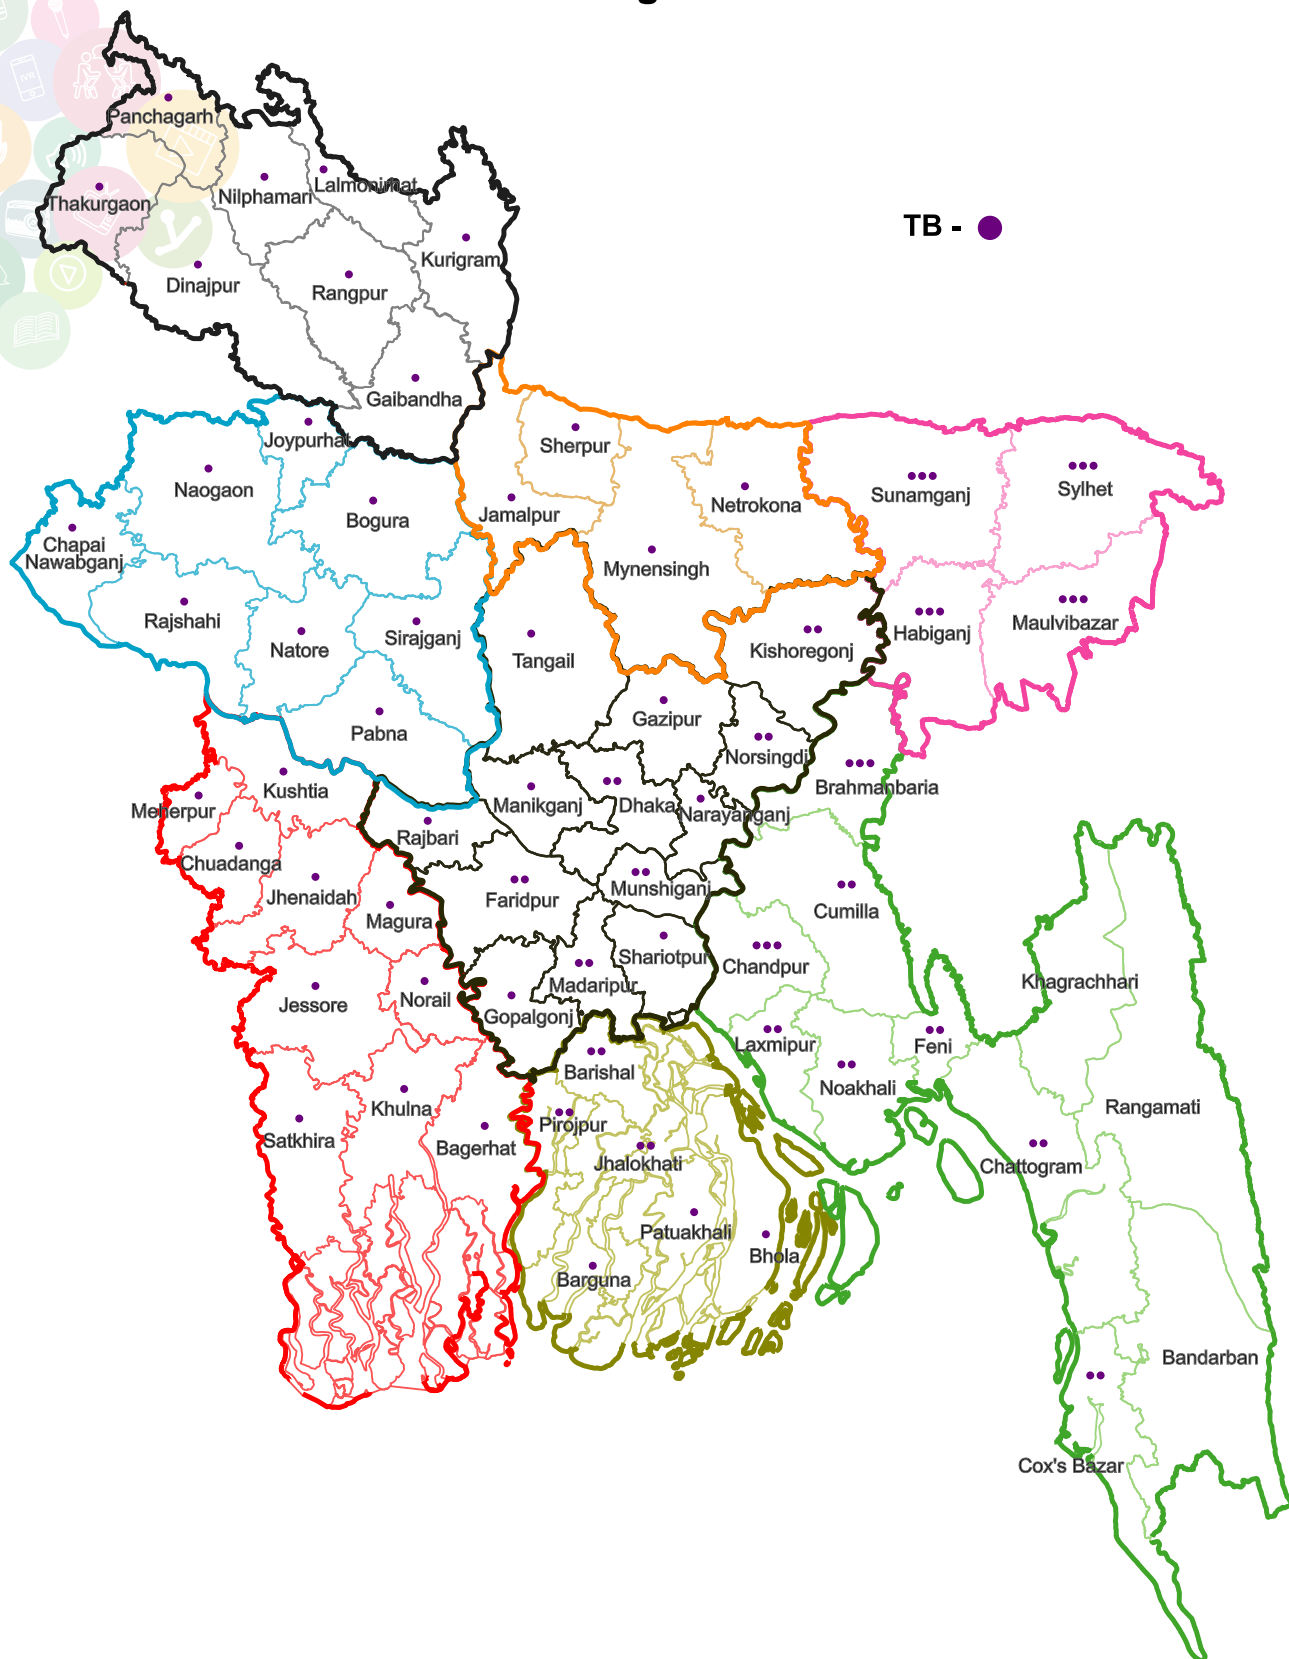 Panchagarh
Thakurgaon
Nilphamari
Lalmonirhat
TB -
Kurigram
Dinajpur
Rangpur
Gaibandha
Joypurhat
Sherpur
Naogaon
Bogura
Jamalpur
Netrokona
Sunamganj
Sylhet
Chapai
Nawabganj
Mynensingh
Rajshahi
Natore
Sirajganj
Tangail
Kishoregonj
Habiganj
Maulvibazar
Pabna
Gazipur
Norsingdi
Kushtia
Brahmanbaria
Meherpur
Manikganj
Dhaka
Narayanganj
Rajbari
Chuadanga
Jhenaidah
Magura
Faridpur
Munshiganj
Cumilla
Shariotpur
Chandpur
Khagrachhari
Jessore
Norail
Madaripur
Gopalgonj
Laxmipur
Feni
Barishal
Noakhali
Rangamati
Khulna
Satkhira
Pirojpur
Bagerhat
Jhalokhati
Chattogram
Patuakhali
Bhola
Barguna
Bandarban
Cox's Bazar